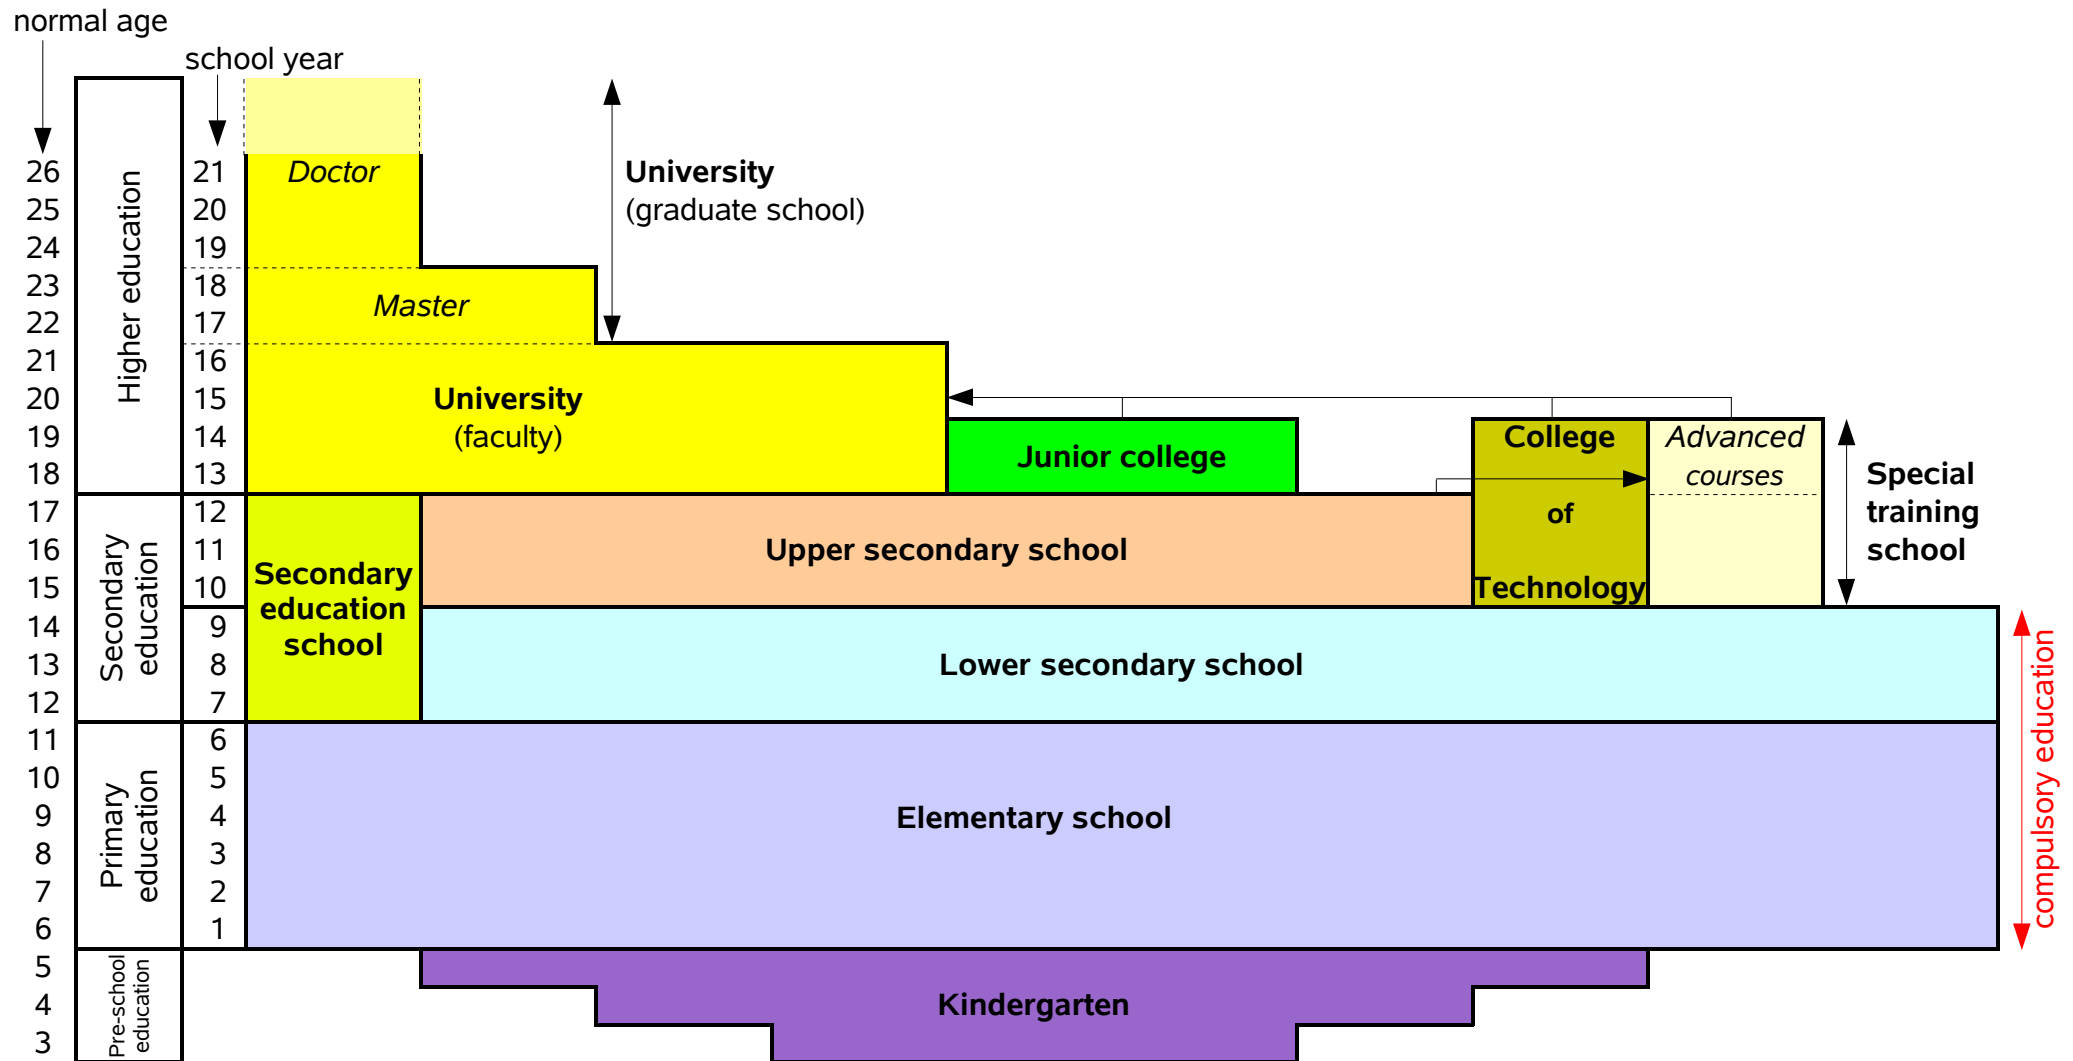 normal age
school year
26
25
24
23
22
21
20
19
18
17
16
15
14
13
12
11
10
9
8
7
6
5
4
3
Higher education
Secondary
education
Primary
education
Pre-school
education
21
20
19
18
17
16
15
14
13
12
11
10
9
8
7
6
5
4
3
2
1
Doctor
Master
University
(graduate school)
University
(faculty)
Junior college
College
of
Technology
Advanced
courses
Special
training
school
Secondary
education
school
Upper secondary school
Lower secondary school
Elementary school
Kindergarten
compulsory education